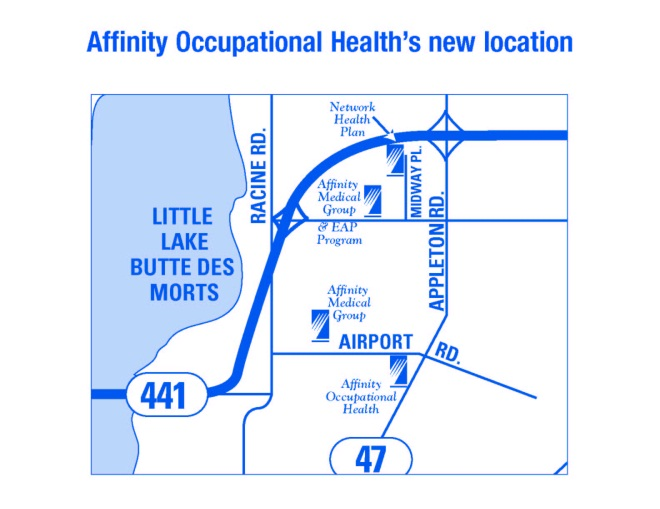 Affinity Occupational Health's new location
Network
Health
Plan
RACINE RD.
MIDWAY PL.
Affinity
Medical
Group
& EAP
Program
LITTLE
LAKE
BUTTE DES
MORTS
APPLETON RD.
Affinity
Medical
Group
AIRPORT RD.
441
Affinity
Occupational
Health
47